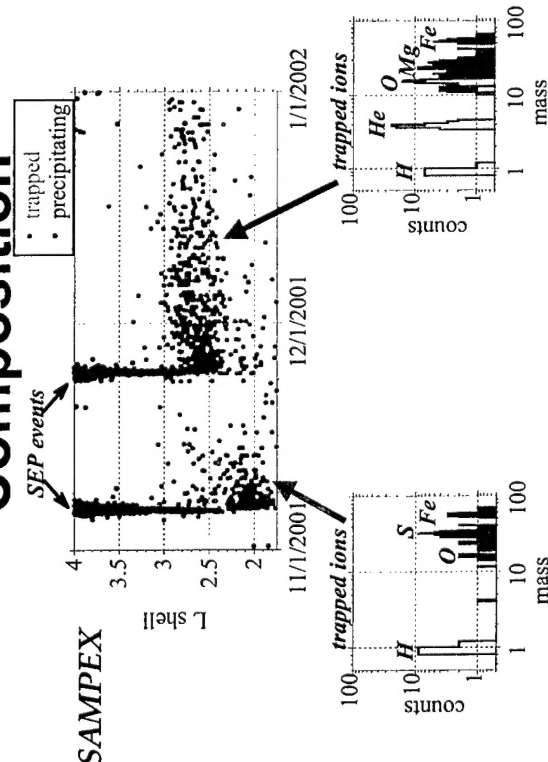 SAMPEX
• trapped
• precipitating
SEP events
L shell
4
3.5
3
2.5
2
11/1/2001
12/1/2001
1/1/2002
trapped ions
counts
100
10
1
H
O
S
Fe
1
10
100
mass
trapped ions
counts
100
10
1
H
He
O
Mg
Fe
1
10
100
mass